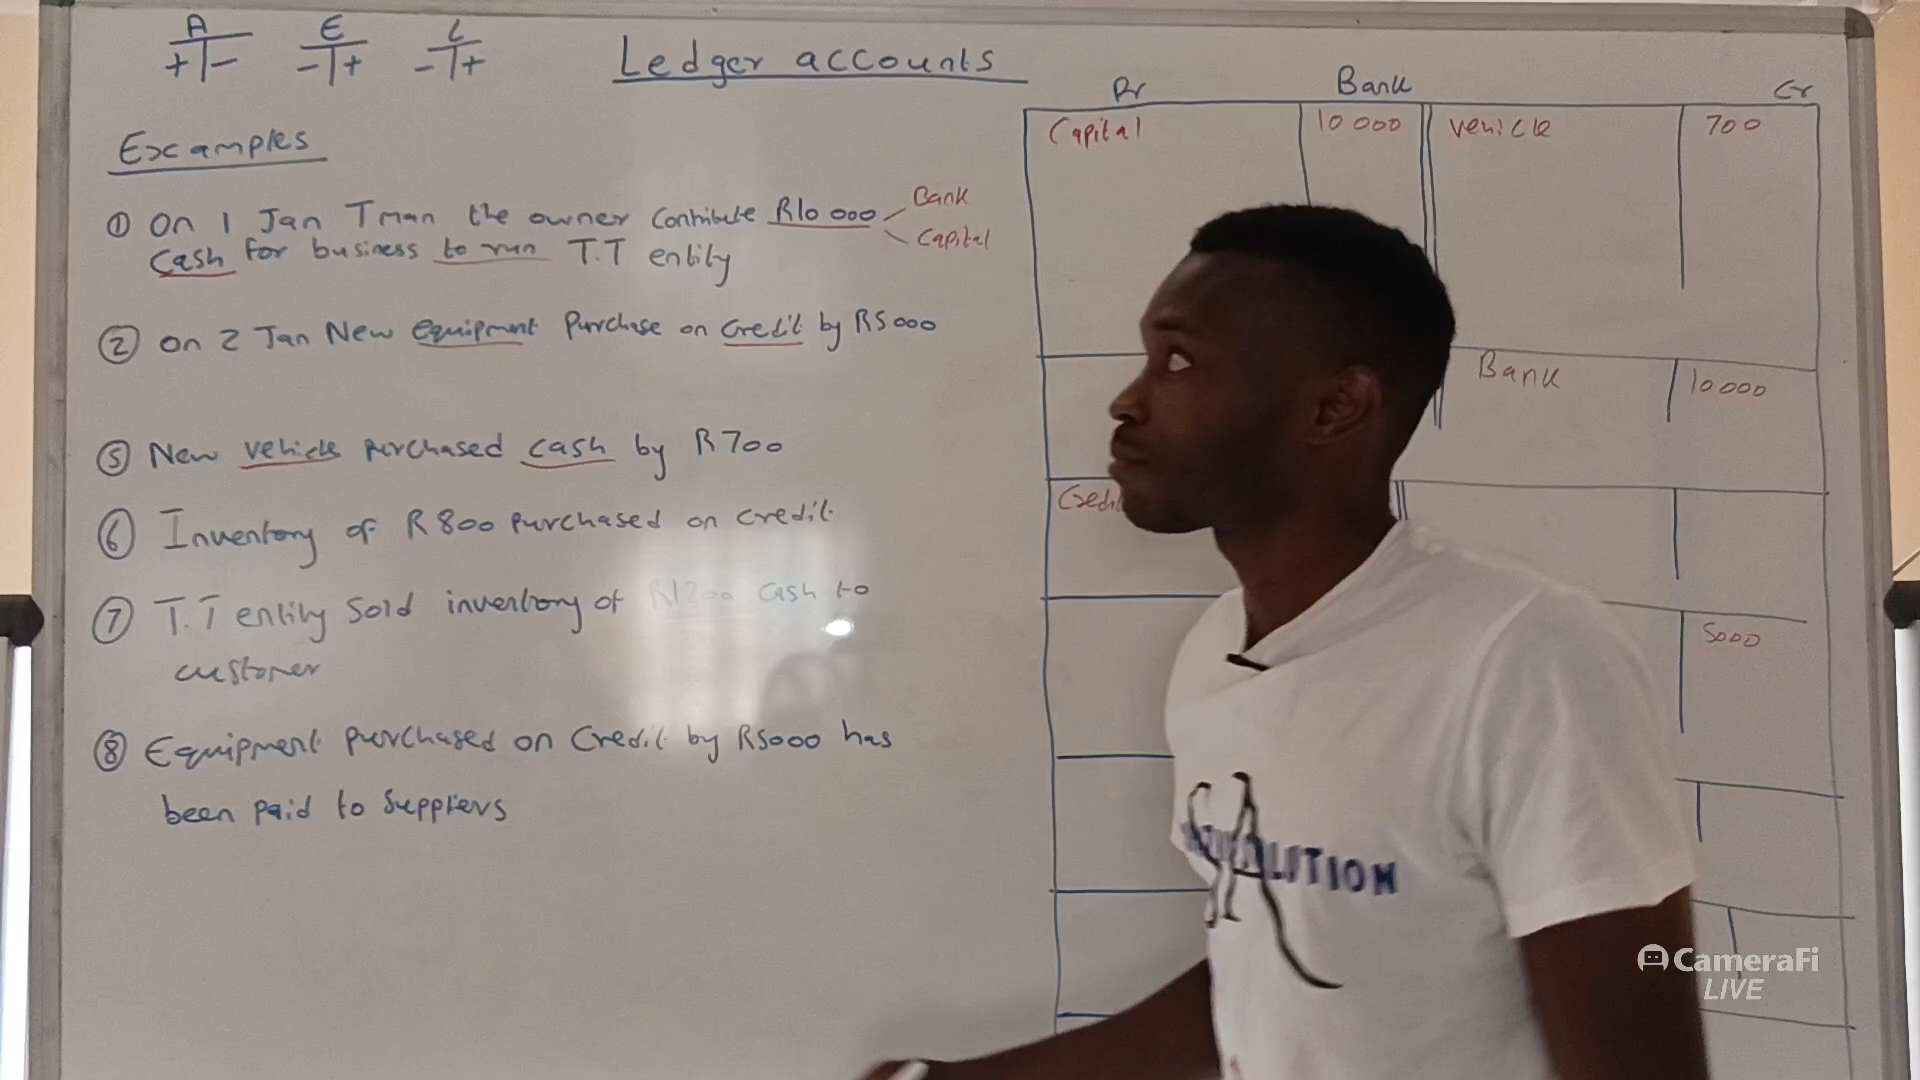 A E L
+ - - + - +
Ledger accounts
Examples
① On 1 Jan Tman the owner contribute R10 000
Bank
Capital
Cash for business to run T.T entity
② on 2 Jan New equipment Purchase on credit by R5000
⑤ New vehicle purchased cash by R700
⑥ Inventory of R800 purchased on credit
⑦ T.T entity Sold inventory of R1200 cash to
customer
⑧ Equipment purchased on Credit by R5000 has
been paid to Suppliers
Dr Bank Cr
Capital 10 000 vehicle 700
Bank 10000
5000
LUTION
CameraFi
LIVE